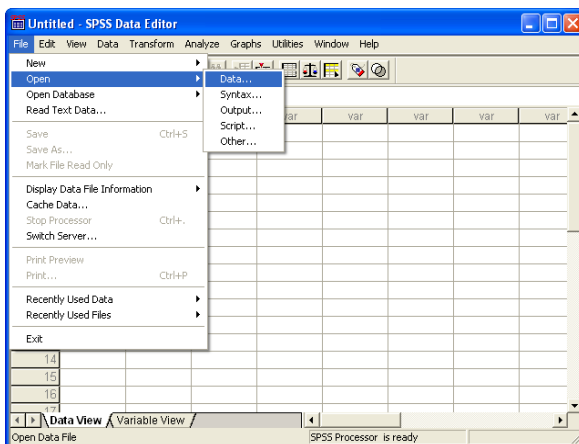 Untitled - SPSS Data Editor
File Edit View Data Transform Analyze Graphs Utilities Window Help
New
Open
Open Database
Read Text Data...
Save Ctrl+S
Save As...
Mark File Read Only
Display Data File Information
Cache Data...
Stop Processor Ctrl+.
Switch Server...
Print Preview
Print... Ctrl+P
Recently Used Data
Recently Used Files
Exit
Data...
Syntax...
Output...
Script...
Other...
var var var var var
14
15
16
17
Data View Variable View
Open Data File SPSS Processor is ready